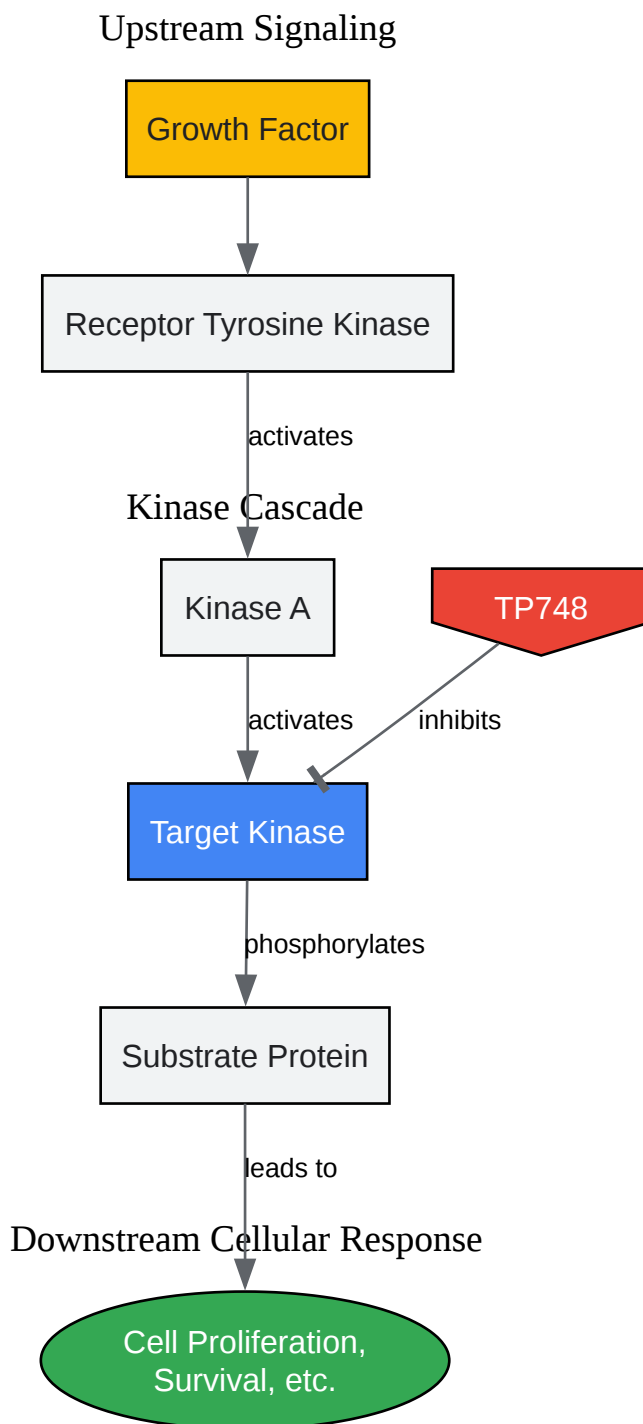 Upstream Signaling
Growth Factor
Receptor Tyrosine Kinase
activates
Kinase Cascade
Kinase A
TP748
activates
inhibits
Target Kinase
phosphorylates
Substrate Protein
leads to
Downstream Cellular Response
Cell Proliferation,
Survival, etc.